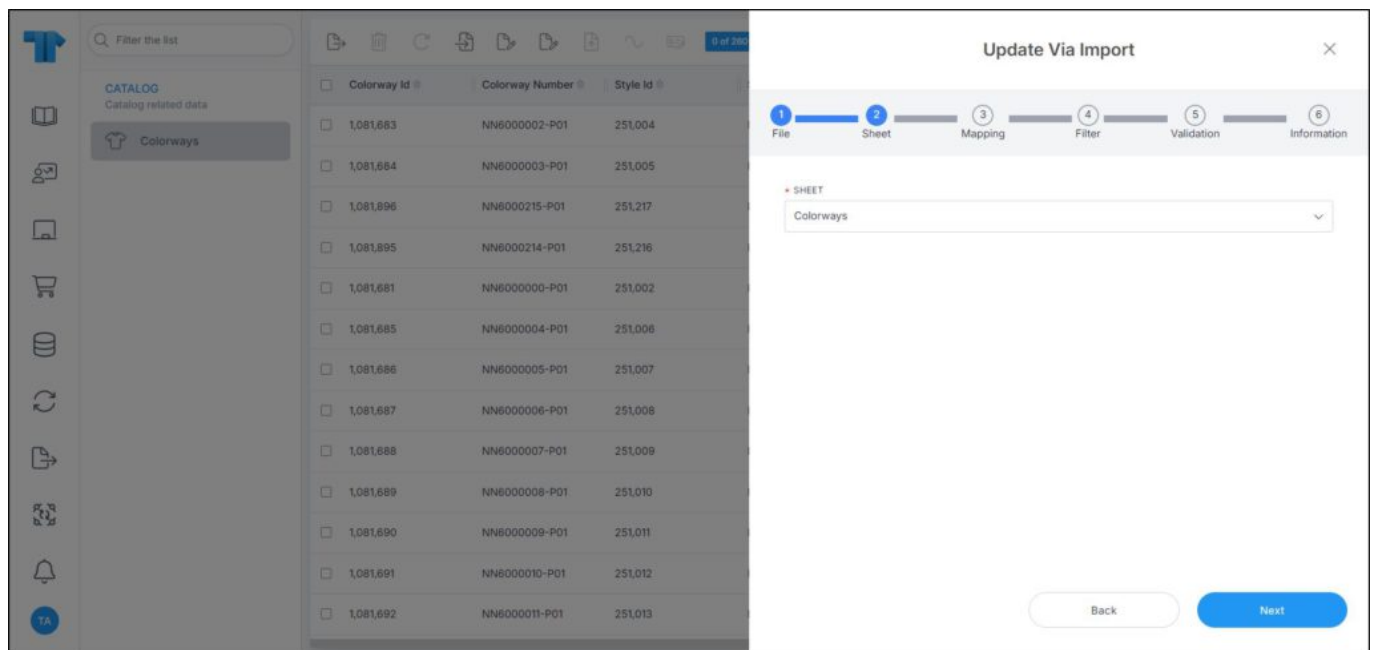 Filter the list
CATALOG
Catalog related data
Colorways
TA
0 of 260
Colorway Id Colorway Number Style Id
1,081,683 NN6000002-P01 251,004
1,081,684 NN6000003-P01 251,005
1,081,896 NN6000215-P01 251,217
1,081,895 NN6000214-P01 251,216
1,081,681 NN6000000-P01 251,002
1,081,685 NN6000004-P01 251,006
1,081,686 NN6000005-P01 251,007
1,081,687 NN6000006-P01 251,008
1,081,688 NN6000007-P01 251,009
1,081,689 NN6000008-P01 251,010
1,081,690 NN6000009-P01 251,011
1,081,691 NN6000010-P01 251,012
1,081,692 NN6000011-P01 251,013
Update Via Import
1 2 3 4 5 6
File Sheet Mapping Filter Validation Information
* SHEET
Colorways
Back Next